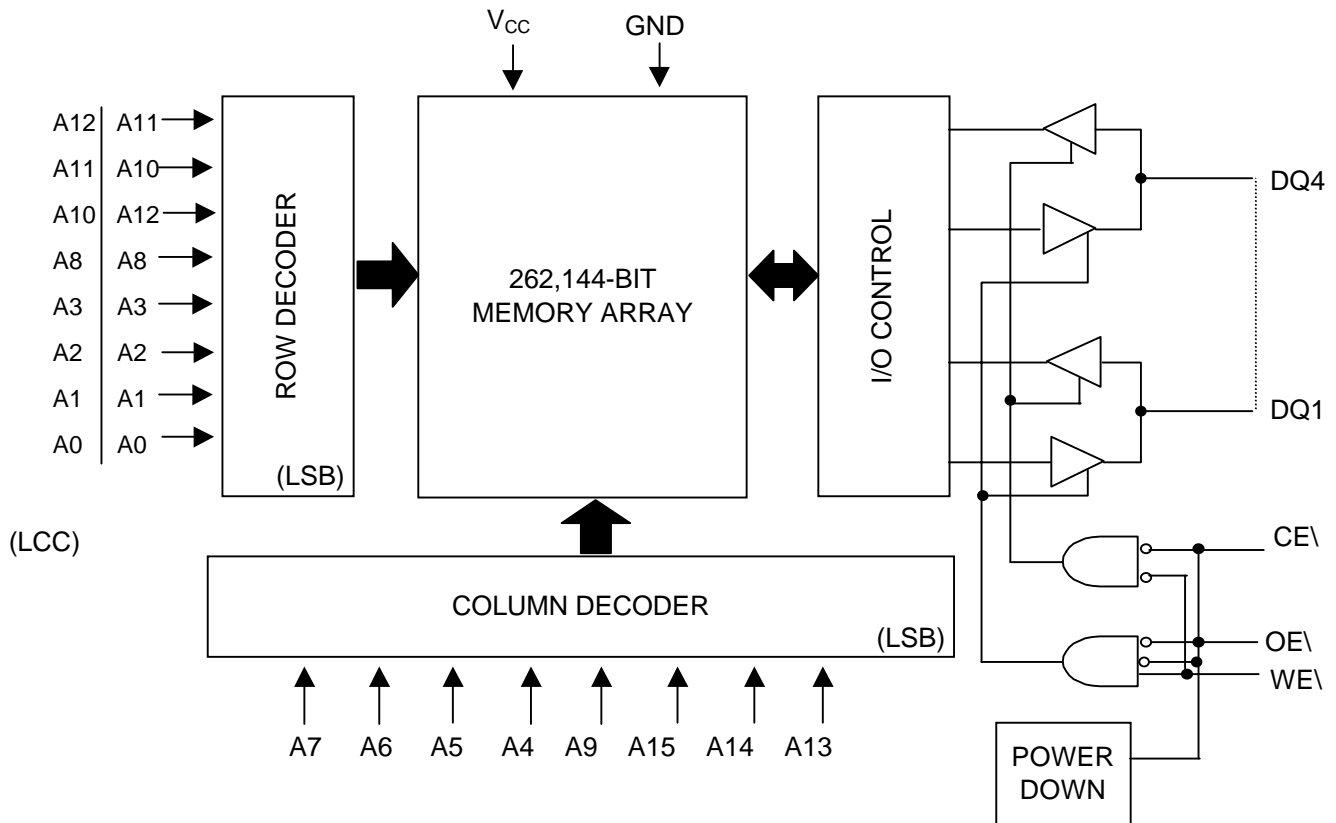 V_CC GND
A12 A11
A11 A10
A10 A12
A8 A8
A3 A3
A2 A2
A1 A1
A0 A0
(LCC)
ROW DECODER
(LSB)
262,144-BIT
MEMORY ARRAY
I/O CONTROL
DQ4
DQ1
CE\
OE\
WE\
COLUMN DECODER
(LSB)
A7 A6 A5 A4 A9 A15 A14 A13
POWER
DOWN